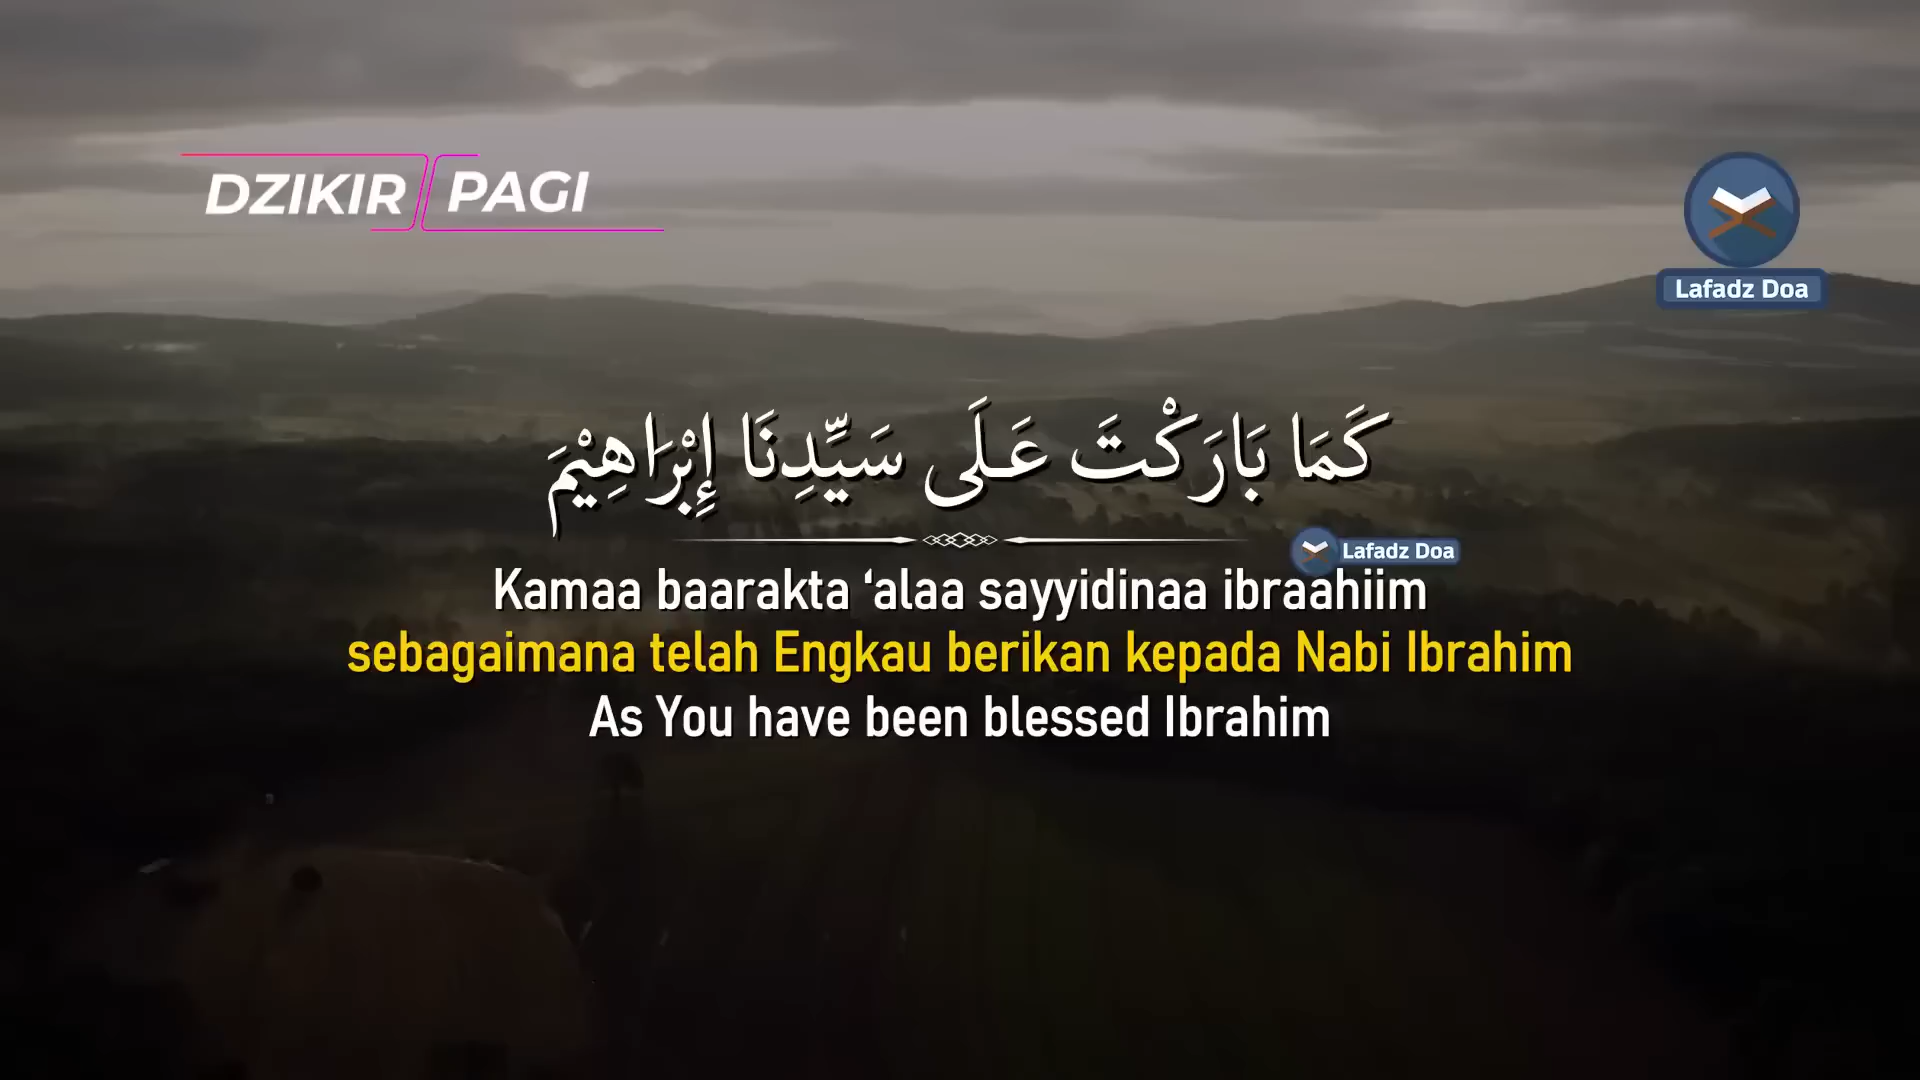 DZIKIR PAGI
Lafadz Doa
كَمَا بَارَكْتَ عَلَى سَيِّدِنَا إِبْرَاهِيْمَ
Lafadz Doa
Kamaa baarakta ‘alaa sayyidinaa ibraahiim
sebagaimana telah Engkau berikan kepada Nabi Ibrahim
As You have been blessed Ibrahim